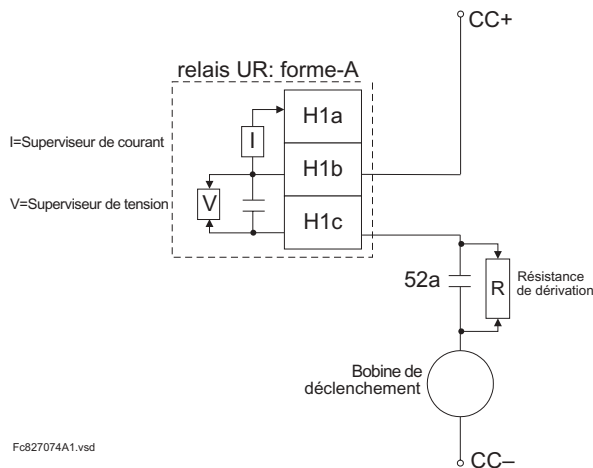 CC+
relais UR: forme-A
H1a
I=Superviseur de courant
I
H1b
V=Superviseur de tension
V
H1c
52a
R
Résistance
de dérivation
Bobine de
déclenchement
Fc827074A1.vsd
CC–